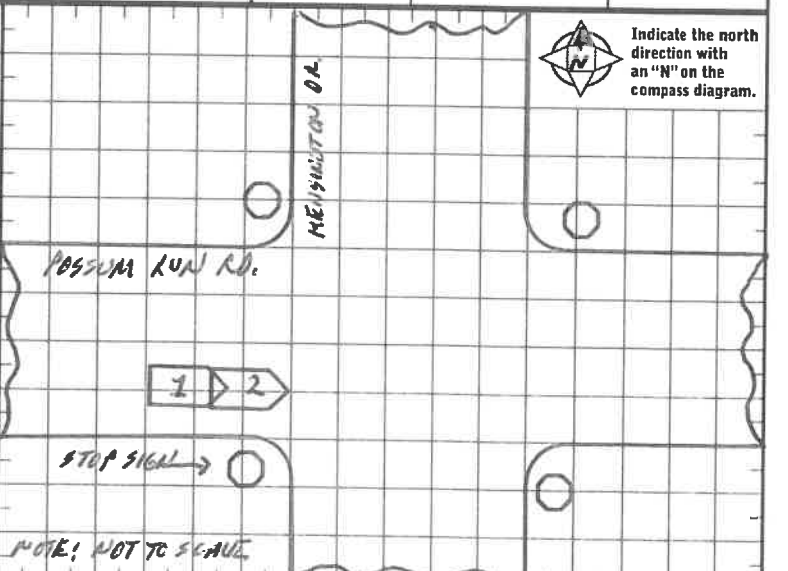 Indicate the north
direction with
an "N" on the
compass diagram.
N
POSSUM RUN RD.
1 2
STOP SIGN
NOTE: NOT TO SCALE